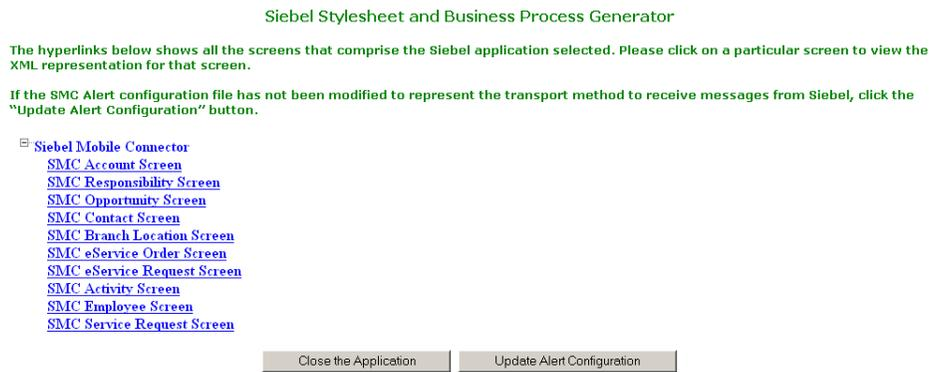 Siebel Stylesheet and Business Process Generator
The hyperlinks below shows all the screens that comprise the Siebel application selected. Please click on a particular screen to view the
XML representation for that screen.
If the SMC Alert configuration file has not been modified to represent the transport method to receive messages from Siebel, click the
“Update Alert Configuration” button.
Siebel Mobile Connector
SMC Account Screen
SMC Responsibility Screen
SMC Opportunity Screen
SMC Contact Screen
SMC Branch Location Screen
SMC eService Order Screen
SMC eService Request Screen
SMC Activity Screen
SMC Employee Screen
SMC Service Request Screen
Close the Application Update Alert Configuration